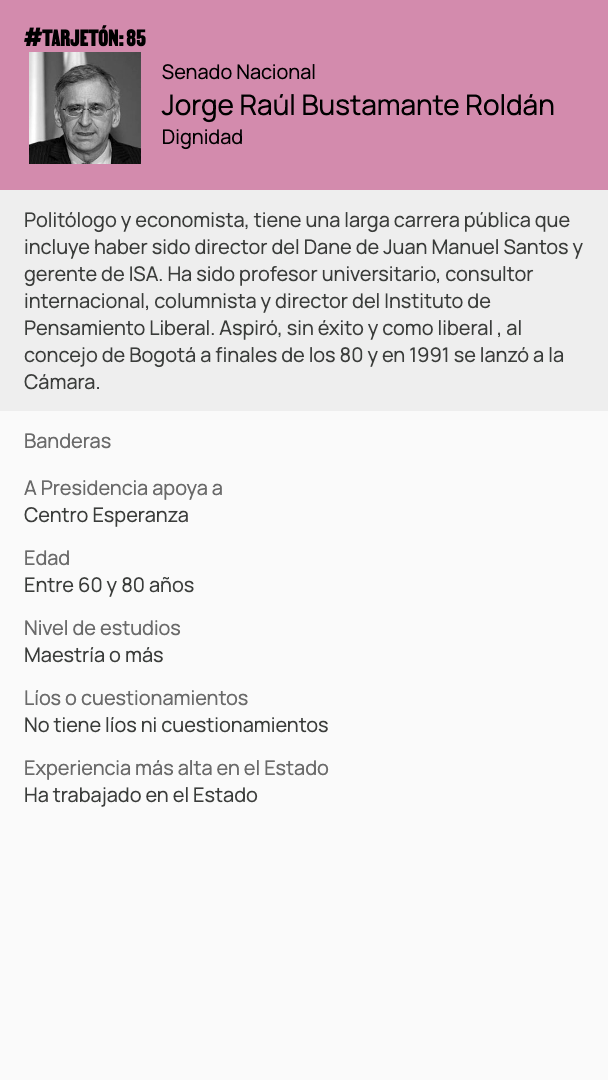 #TARJETÓN: 85
Senado Nacional
Jorge Raúl Bustamante Roldán
Dignidad
Politólogo y economista, tiene una larga carrera pública que
incluye haber sido director del Dane de Juan Manuel Santos y
gerente de ISA. Ha sido profesor universitario, consultor
internacional, columnista y director del Instituto de
Pensamiento Liberal. Aspiró, sin éxito y como liberal , al
concejo de Bogotá a finales de los 80 y en 1991 se lanzó a la
Cámara.
Banderas
A Presidencia apoya a
Centro Esperanza
Edad
Entre 60 y 80 años
Nivel de estudios
Maestría o más
Líos o cuestionamientos
No tiene líos ni cuestionamientos
Experiencia más alta en el Estado
Ha trabajado en el Estado